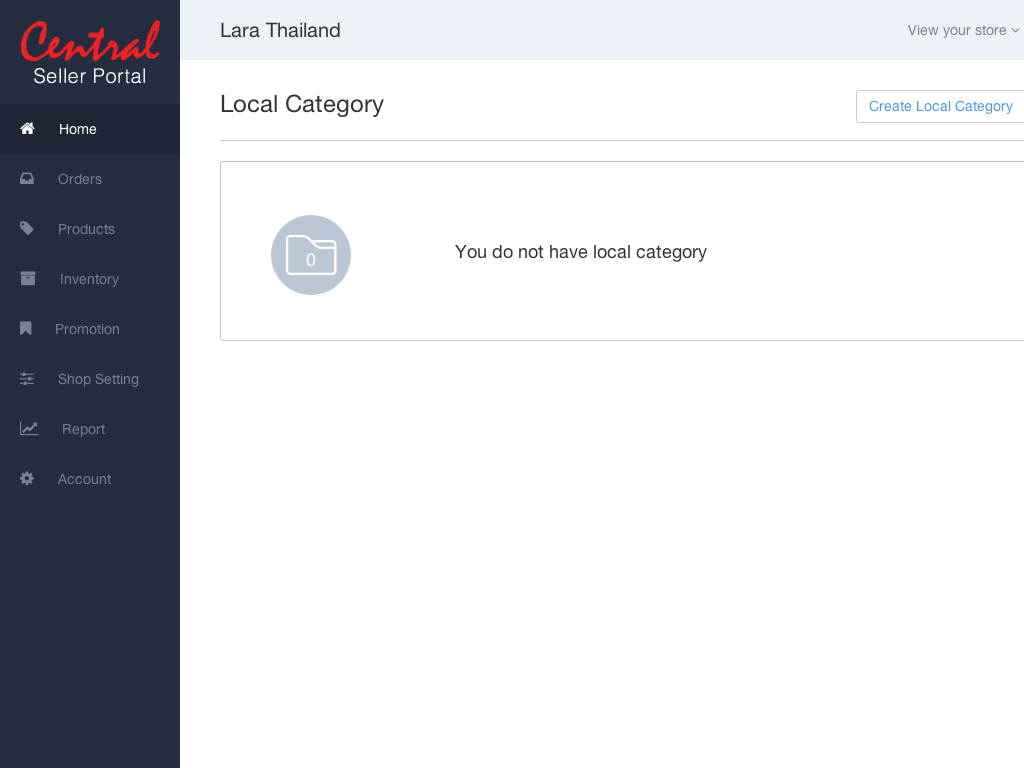 Central
Seller Portal
Home
Orders
Products
Inventory
Promotion
Shop Setting
Report
Account
Lara Thailand
View your store
Local Category
Create Local Category
0
You do not have local category